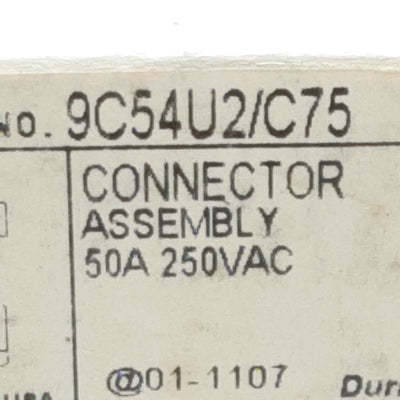 NO. 9C54U2/C75
CONNECTOR
ASSEMBLY
50A 250VAC
@01-1107